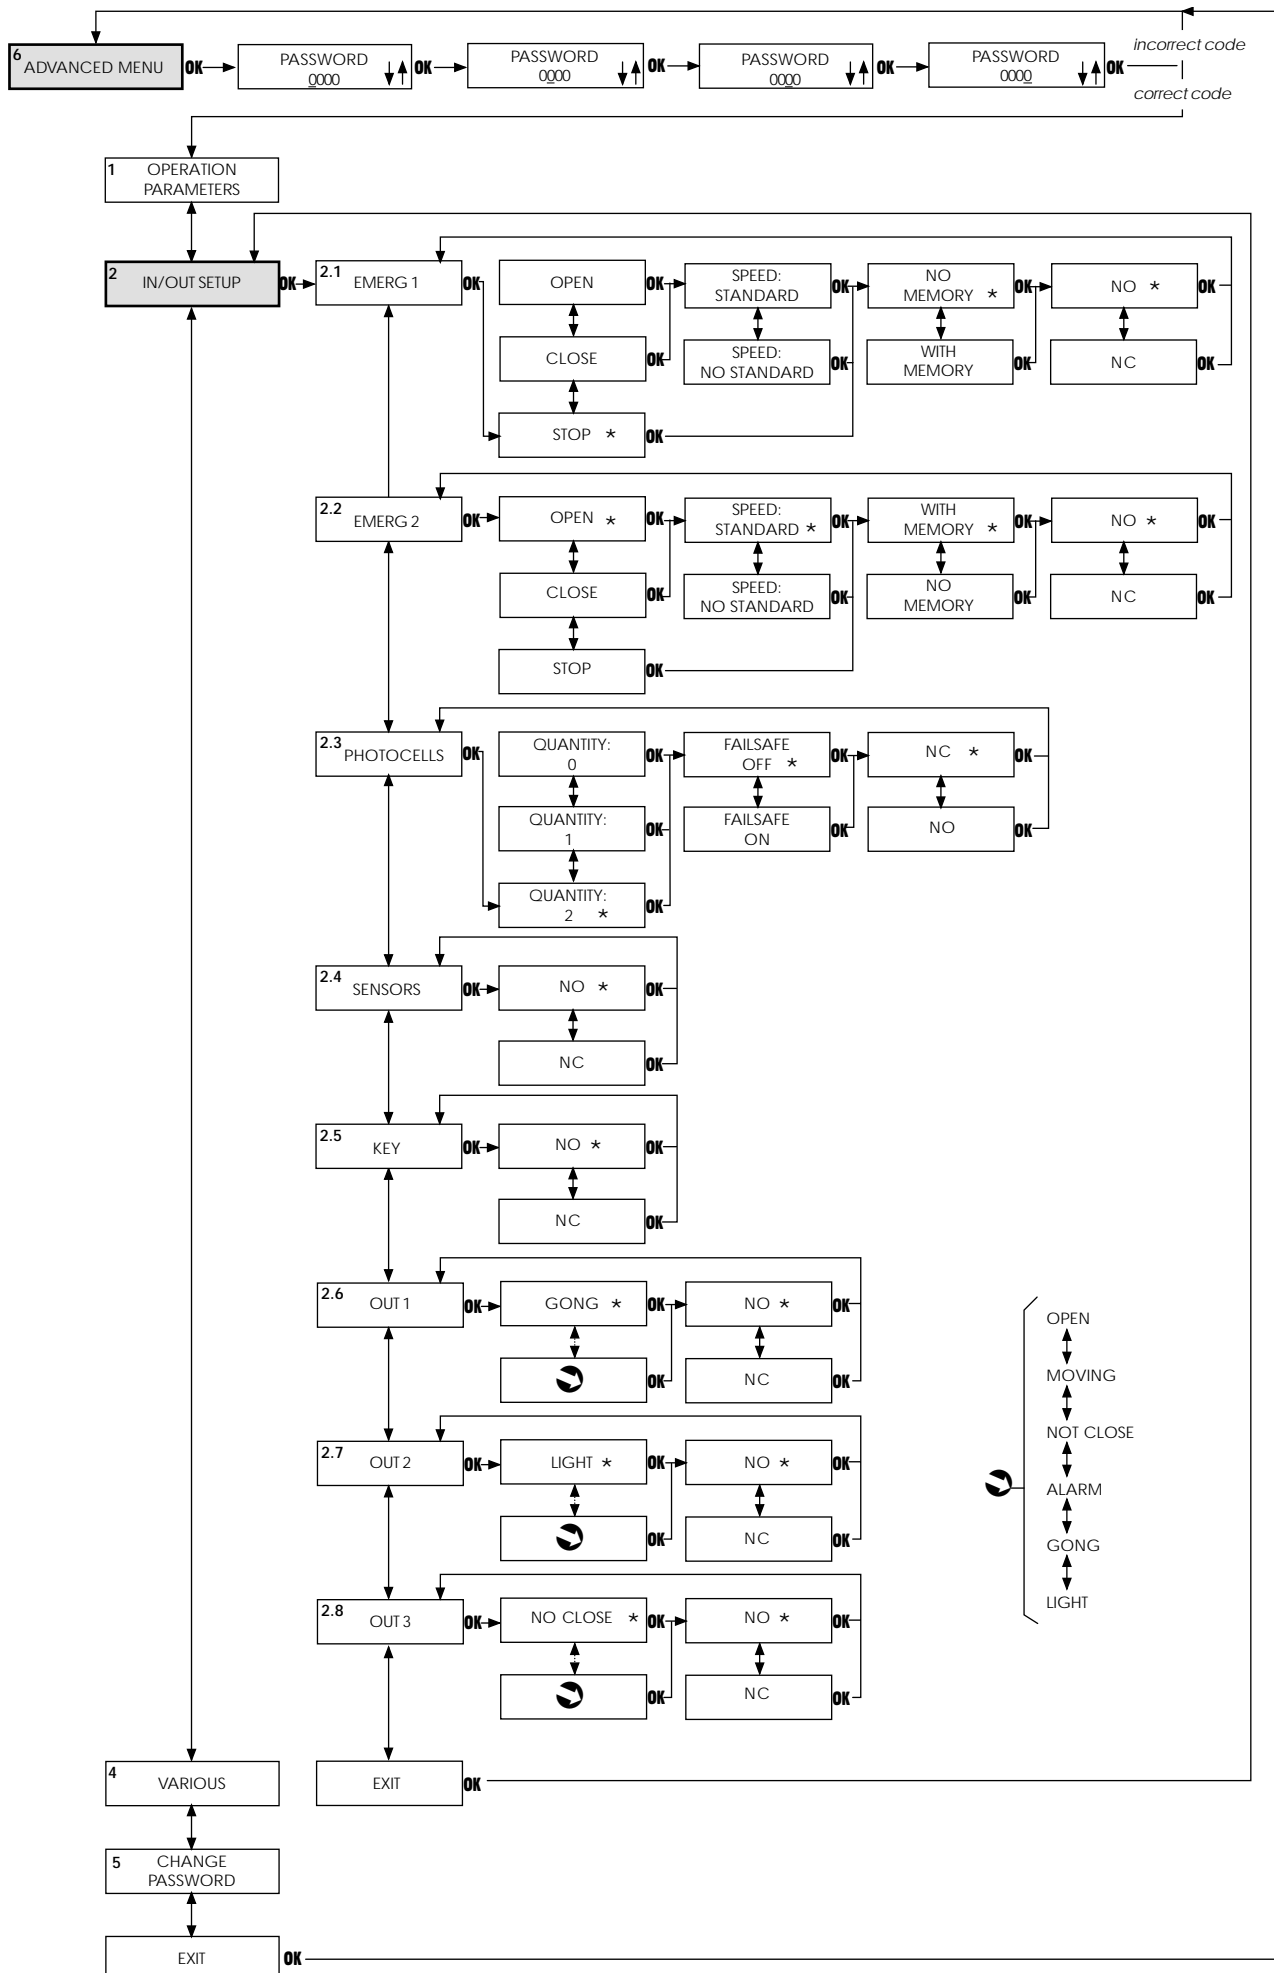 incorrect code
6 ADVANCED MENU OK PASSWORD 0000 OK PASSWORD 0000 OK PASSWORD 0000 OK PASSWORD 0000 OK
correct code
1 OPERATION
PARAMETERS
2 IN/OUT SETUP OK
2.1 EMERG 1 OK
OPEN OK
SPEED:
STANDARD OK
NO
MEMORY * OK
NO * OK
CLOSE OK
SPEED:
NO STANDARD OK
WITH
MEMORY OK
NC OK
STOP * OK
2.2 EMERG 2 OK
OPEN * OK
SPEED:
STANDARD * OK
WITH
MEMORY * OK
NO * OK
CLOSE OK
SPEED:
NO STANDARD OK
NO
MEMORY OK
NC OK
STOP OK
2.3 PHOTOCELLS OK
QUANTITY:
0 OK
FAILSAFE
OFF * OK
NC * OK
QUANTITY:
1 OK
FAILSAFE
ON OK
NO OK
QUANTITY:
2 * OK
2.4 SENSORS OK
NO * OK
NC OK
2.5 KEY OK
NO * OK
NC OK
2.6 OUT 1 OK
GONG * OK
NO * OK
OK
NC OK
2.7 OUT 2 OK
LIGHT * OK
NO * OK
OK
NC OK
2.8 OUT 3 OK
NO CLOSE * OK
NO * OK
OK
NC OK
OPEN
MOVING
NOT CLOSE
ALARM
GONG
LIGHT
4 VARIOUS
EXIT OK
5 CHANGE
PASSWORD
EXIT OK